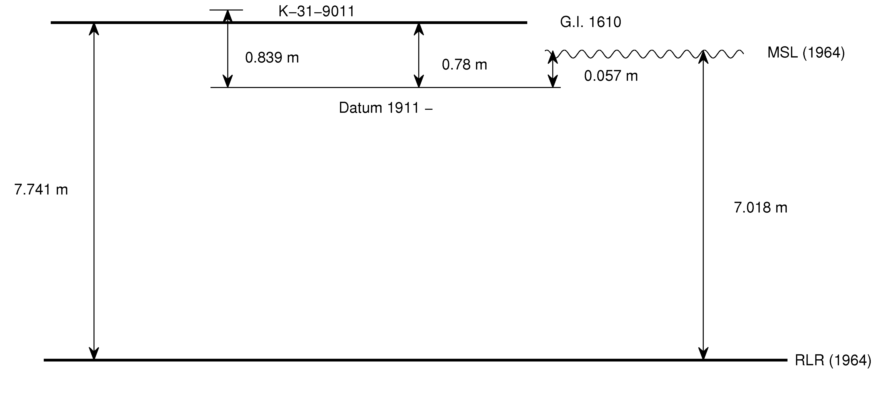 K–31–9011
G.I. 1610
MSL (1964)
0.839 m
0.78 m
0.057 m
Datum 1911 –
7.741 m
7.018 m
RLR (1964)